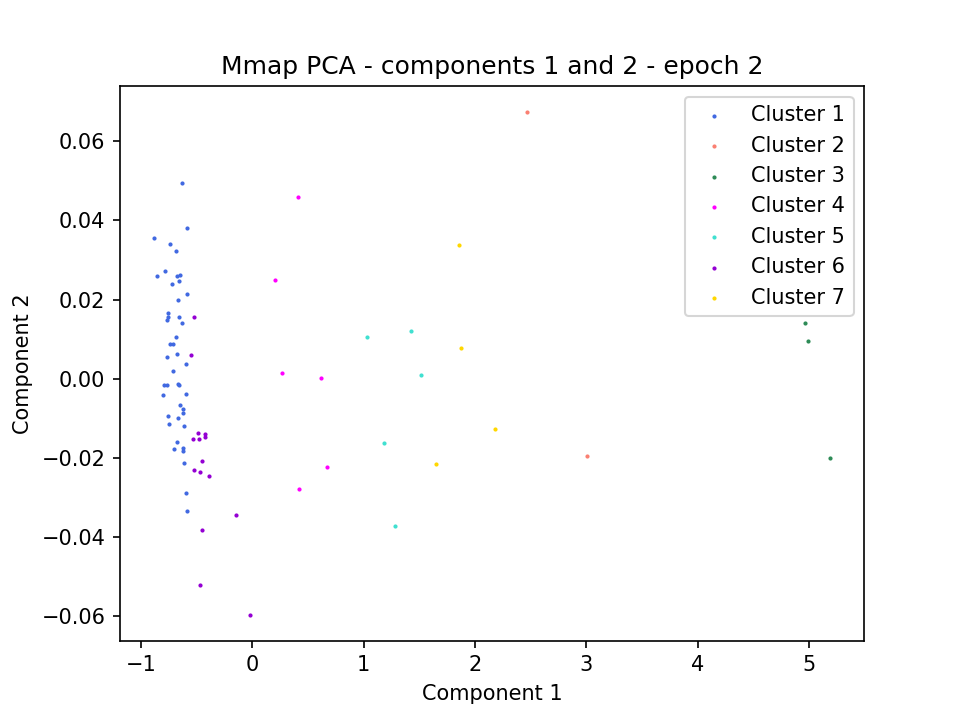 Mmap PCA - components 1 and 2 - epoch 2
Cluster 1
Cluster 2
Cluster 3
Cluster 4
Cluster 5
Cluster 6
Cluster 7
0.06
0.04
0.02
0.00
−0.02
−0.04
−0.06
Component 2
−1
0
1
2
3
4
5
Component 1